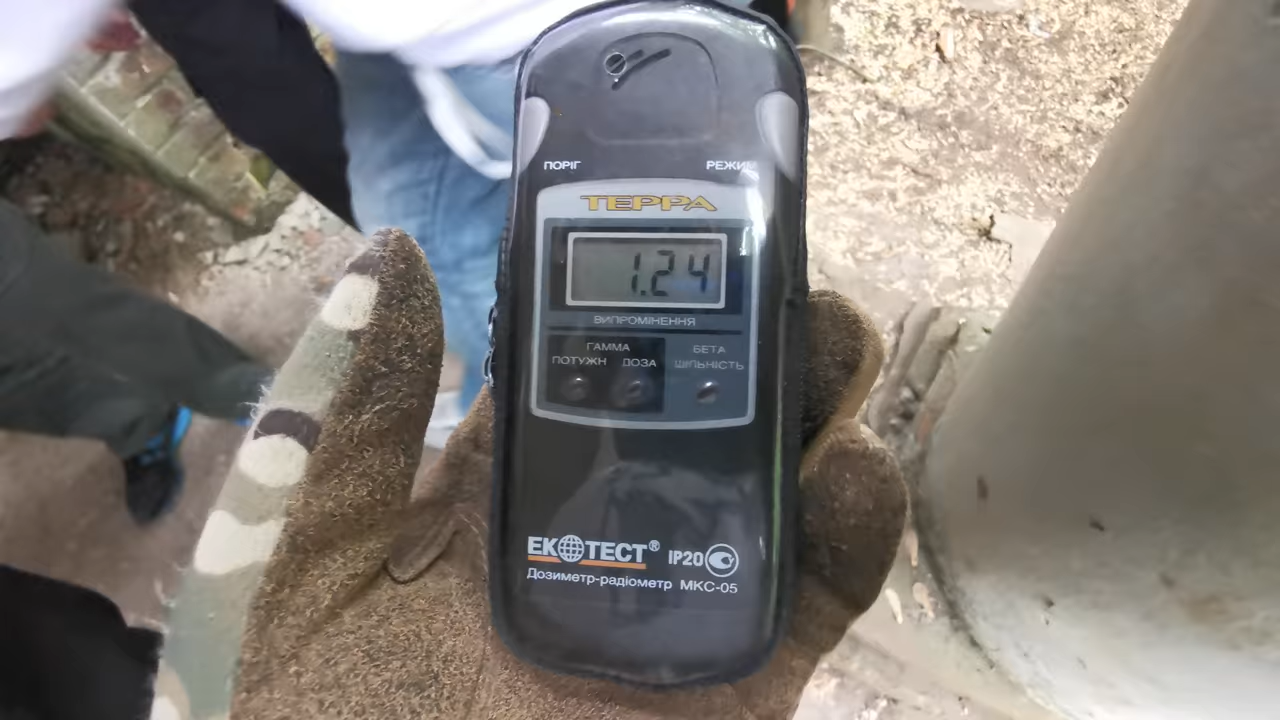 ПОРІГ РЕЖИМ
ТЕРРА
1.24
ВИПРОМІНЕННЯ
ГАММА БЕТА
ПОТУЖН ДОЗА ЩІЛЬНІСТЬ
ЕКОТЕСТ® IP20
Дозиметр-радіометр МКС-05